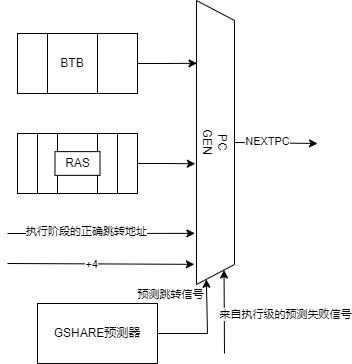 BTB
PC
GEN
NEXTPC
RAS
执行阶段的正确跳转地址
+4
预测跳转信号
来自执行级的预测失败信号
GSHARE预测器